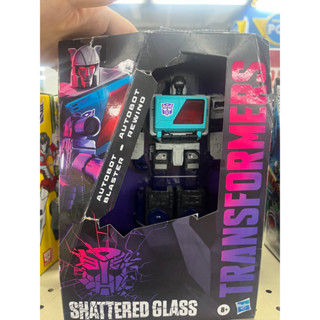 AUTOBOT
BLASTER
AUTOBOT
REWIND
TRANSFORMERS
SHATTERED GLASS
8+
Hasbro